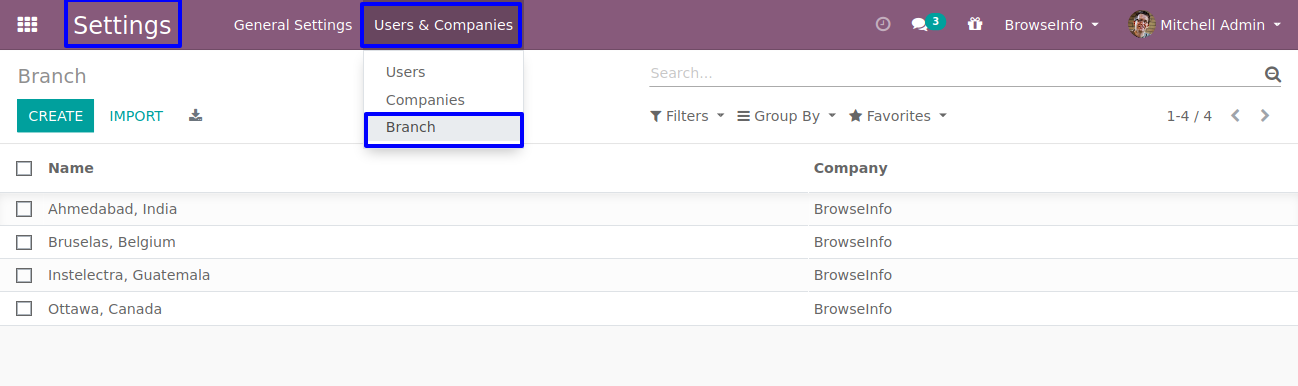 Settings General Settings Users & Companies 3 BrowseInfo Mitchell Admin
Users
Companies
Branch
Branch Search...
CREATE IMPORT Filters Group By Favorites 1-4 / 4
Name Company
Ahmedabad, India BrowseInfo
Bruselas, Belgium BrowseInfo
Instelectra, Guatemala BrowseInfo
Ottawa, Canada BrowseInfo